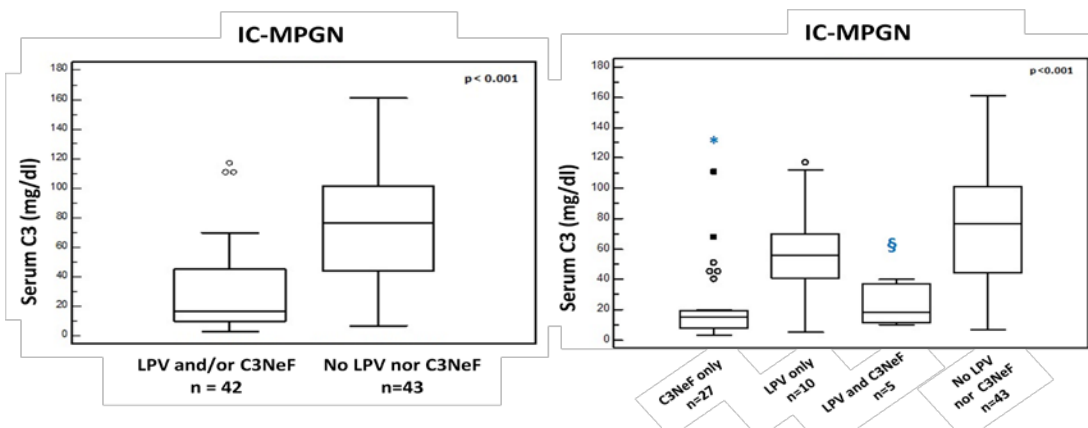 IC-MPGN
p< 0.001
Serum C3 (mg/dl)
180
160
140
120
100
80
60
40
20
0
LPV and/or C3NeF
n = 42
No LPV nor C3NeF
n=43
IC-MPGN
p<0.001
Serum C3 (mg/dl)
180
160
140
120
100
80
60
40
20
0
*
§
C3NeF only
n=27
LPV only
n=10
LPV and C3NeF
n=5
No LPV
nor C3NeF
n=43